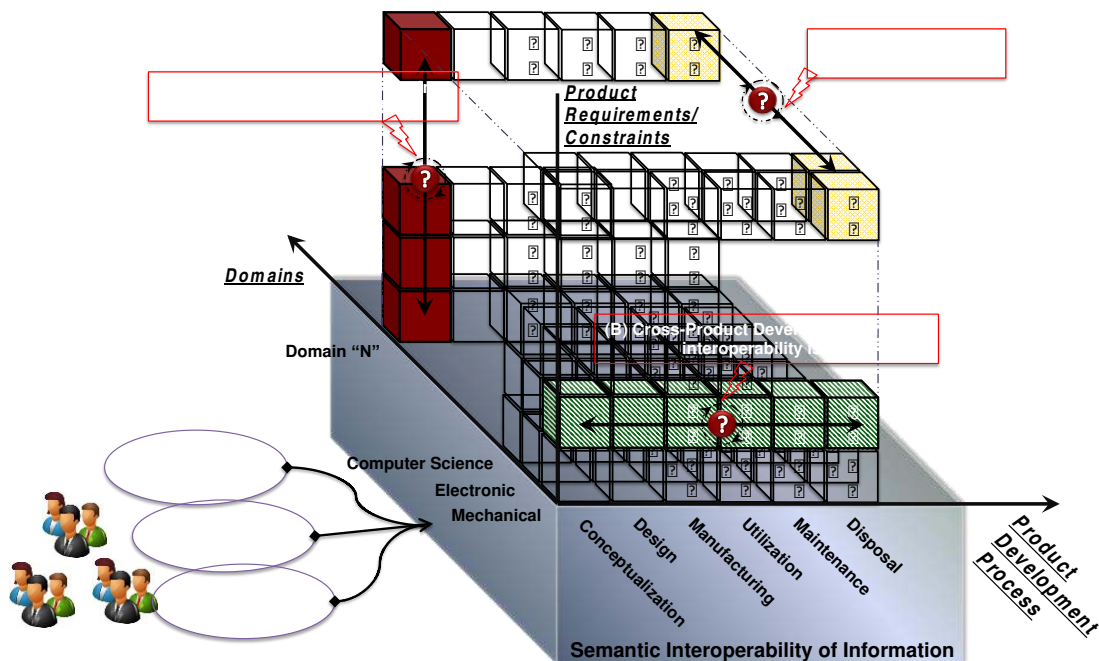 Product
Requirements/
Constraints
Domains
(B) Cross-Product Deve
interoperability i
Domain “N”
Computer Science
Electronic
Mechanical
Conceptualization
Design
Manufacturing
Utilization
Maintenance
Disposal
Product
Development
Process
Semantic Interoperability of Information
?
?
?